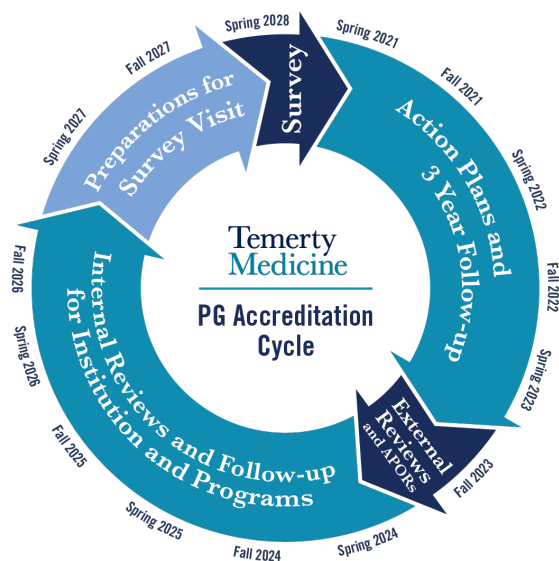 Spring 2028
Spring 2021
Fall 2021
Spring 2022
Fall 2022
Spring 2023
Fall 2023
Spring 2024
Fall 2024
Spring 2025
Fall 2025
Spring 2026
Fall 2026
Spring 2027
Fall 2027
Survey
Action Plans and
3 Year Follow-up
External
Reviews
and APORs
Internal Reviews and Follow-up
for Institution and Programs
Preparations for
Survey Visit
Temerty
Medicine
PG Accreditation
Cycle